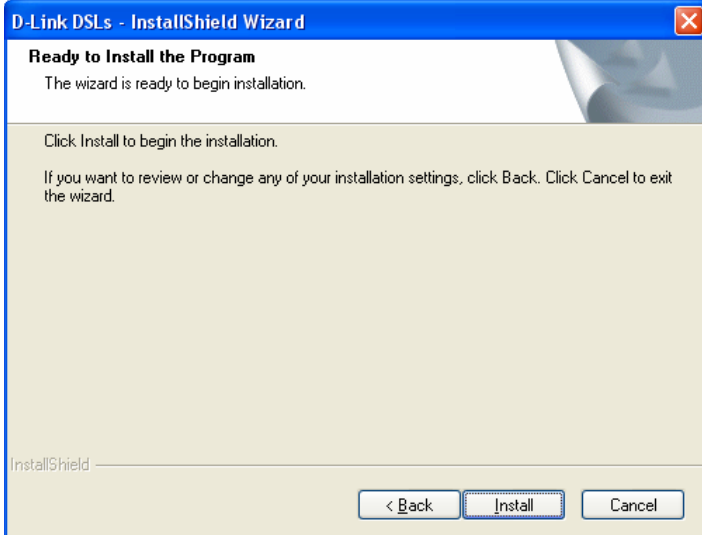 D-Link DSLs - InstallShield Wizard
Ready to Install the Program
The wizard is ready to begin installation.
Click Install to begin the installation.
If you want to review or change any of your installation settings, click Back. Click Cancel to exit
the wizard.
InstallShield
< Back Install Cancel